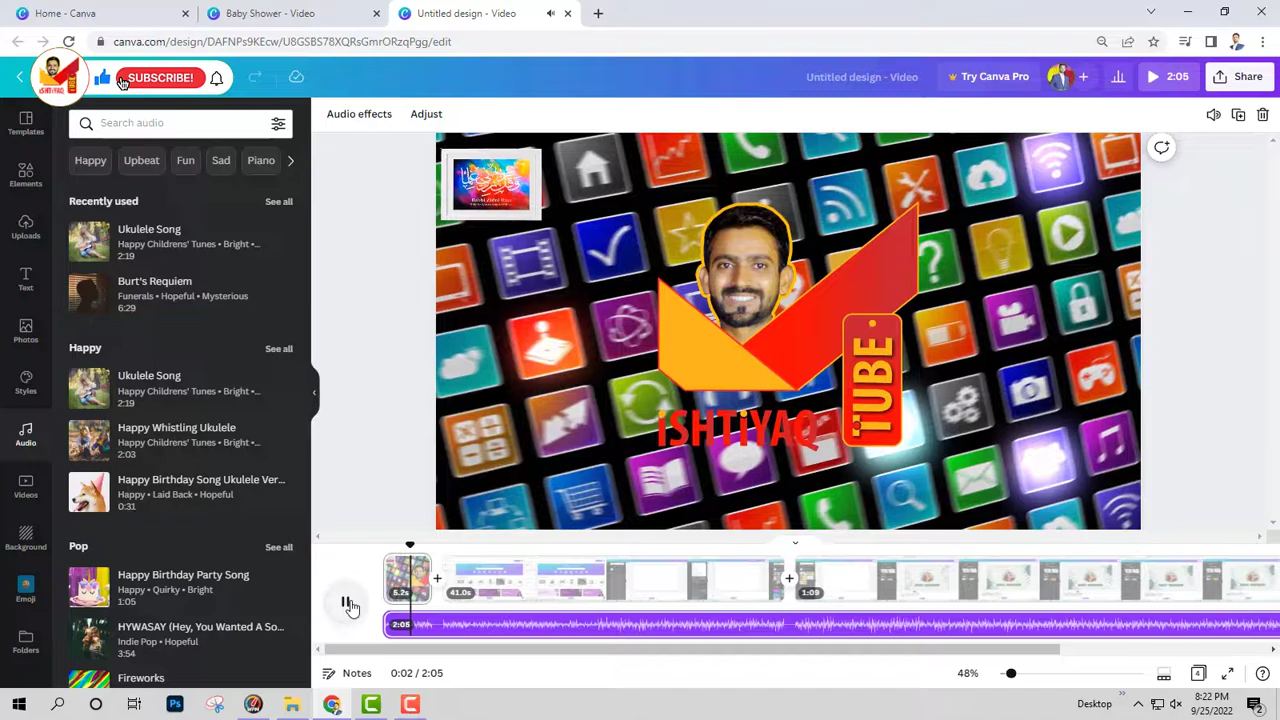 Home - Canva
Baby Shower - Video
Untitled design - Video
canva.com/design/DAFNPs9KEcw/U8GSBS78XQRsGmrORzqPgg/edit
iSHTiYAQ
TUBE
SUBSCRIBE!
Untitled design - Video
Try Canva Pro
2:05
Share
Templates
Elements
Uploads
Text
Photos
Styles
Audio
Videos
Background
Emoji
Folders
Search audio
Happy
Upbeat
Fun
Sad
Piano
Recently used
See all
Ukulele Song
Happy Childrens' Tunes • Bright •...
2:19
Burt's Requiem
Funerals • Hopeful • Mysterious
6:29
Happy
See all
Ukulele Song
Happy Childrens' Tunes • Bright •...
2:19
Happy Whistling Ukulele
Happy Childrens' Tunes • Bright •...
2:03
Happy Birthday Song Ukulele Ver...
Happy • Laid Back • Hopeful
0:31
Pop
See all
Happy Birthday Party Song
Happy • Quirky • Bright
1:05
HYWASAY (Hey, You Wanted A So...
Indie Pop • Hopeful
3:54
Fireworks
Audio effects
Adjust
iSHTiYAQ
TUBE
5.2s
41.0s
1:09
2:05
Notes
0:02 / 2:05
48%
4
Ps
Desktop
8:22 PM
9/25/2022
2